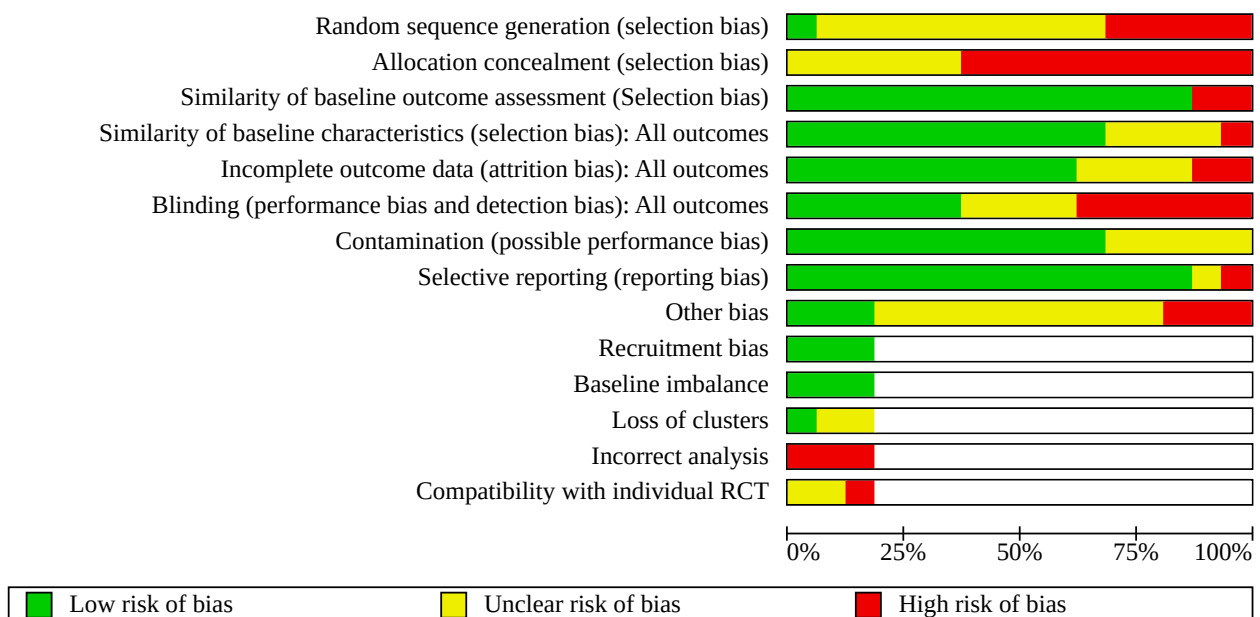 Random sequence generation (selection bias)
Allocation concealment (selection bias)
Similarity of baseline outcome assessment (Selection bias)
Similarity of baseline characteristics (selection bias): All outcomes
Incomplete outcome data (attrition bias): All outcomes
Blinding (performance bias and detection bias): All outcomes
Contamination (possible performance bias)
Selective reporting (reporting bias)
Other bias
Recruitment bias
Baseline imbalance
Loss of clusters
Incorrect analysis
Compatibility with individual RCT
0% 25% 50% 75% 100%
Low risk of bias Unclear risk of bias High risk of bias